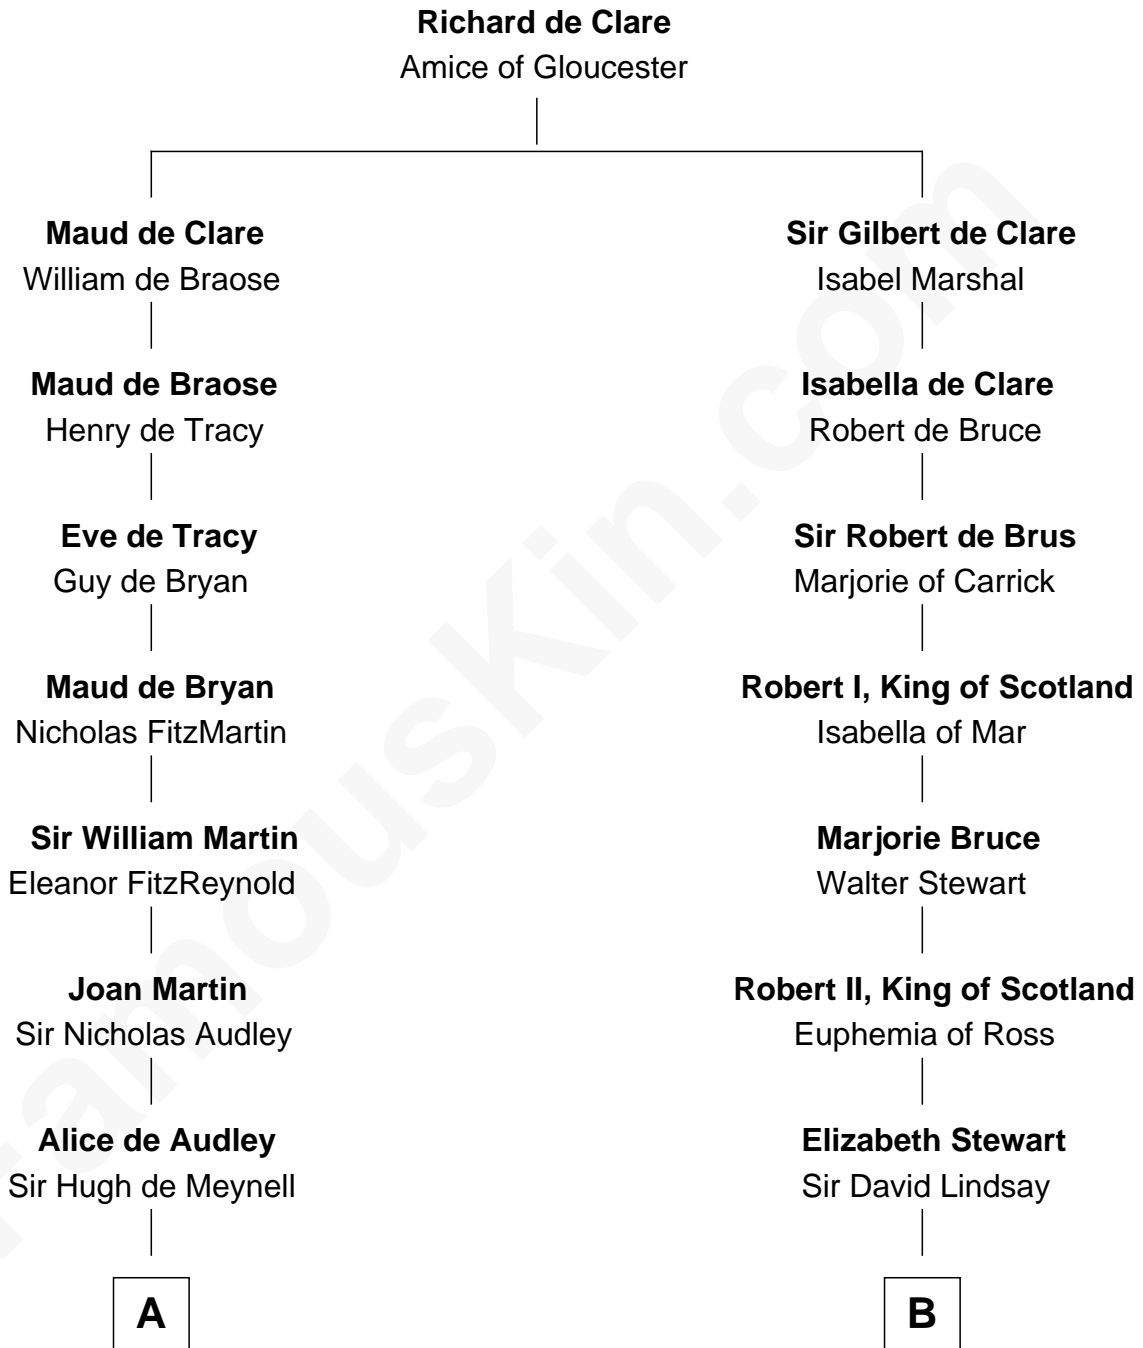 Richard de Clare
Amice of Gloucester
Maud de Clare
William de Braose
Sir Gilbert de Clare
Isabel Marshal
Maud de Braose
Henry de Tracy
Isabella de Clare
Robert de Bruce
Eve de Tracy
Guy de Bryan
Sir Robert de Brus
Marjorie of Carrick
Maud de Bryan
Nicholas FitzMartin
Robert I, King of Scotland
Isabella of Mar
Sir William Martin
Eleanor FitzReynold
Marjorie Bruce
Walter Stewart
Joan Martin
Sir Nicholas Audley
Robert II, King of Scotland
Euphemia of Ross
Alice de Audley
Sir Hugh de Meynell
Elizabeth Stewart
Sir David Lindsay
A
B
FamousKin.com